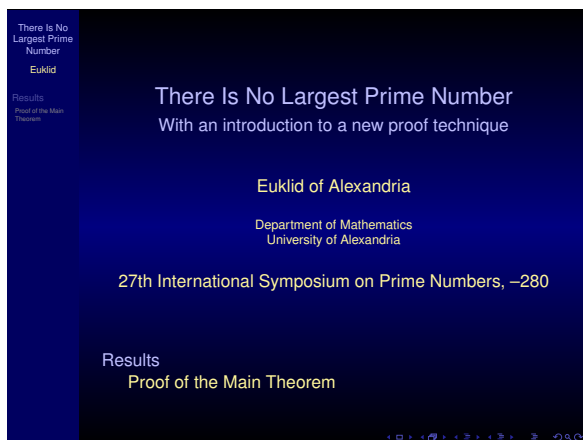 There Is No
Largest Prime
Number
Euklid
Results
Proof of the Main
Theorem
There Is No Largest Prime Number
With an introduction to a new proof technique
Euklid of Alexandria
Department of Mathematics
University of Alexandria
27th International Symposium on Prime Numbers, –280
Results
Proof of the Main Theorem